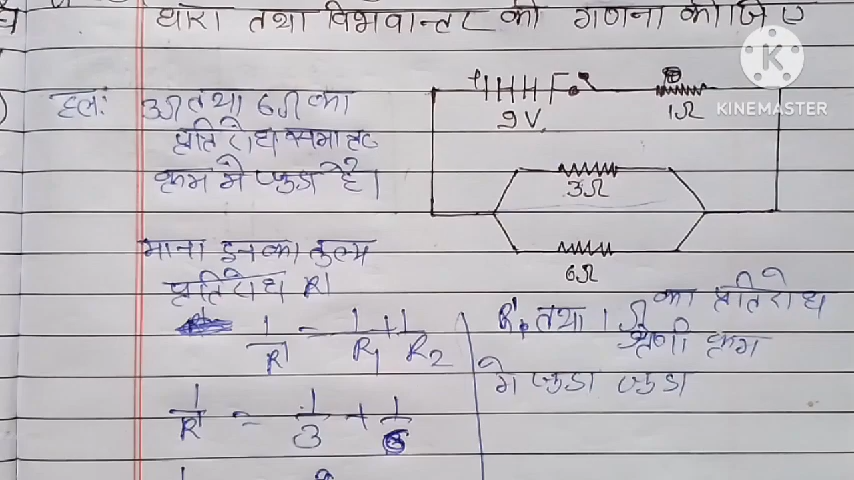 धारा तथा विभवान्तर की गणना कीजिए
हलः 3Ω तथा 6Ω का
प्रतिरोध समान्तर
क्रम में जुडा है।
माना इनका तुल्य
प्रतिरोध R'
1/R' = 1/R1 + 1/R2
1/R' = 1/3 + 1/6
9V.
1Ω
3Ω
6Ω
R', तथा 1Ω का प्रतिरोध
श्रेणी क्रम
मे जुडा जुडा
K
KINEMASTER